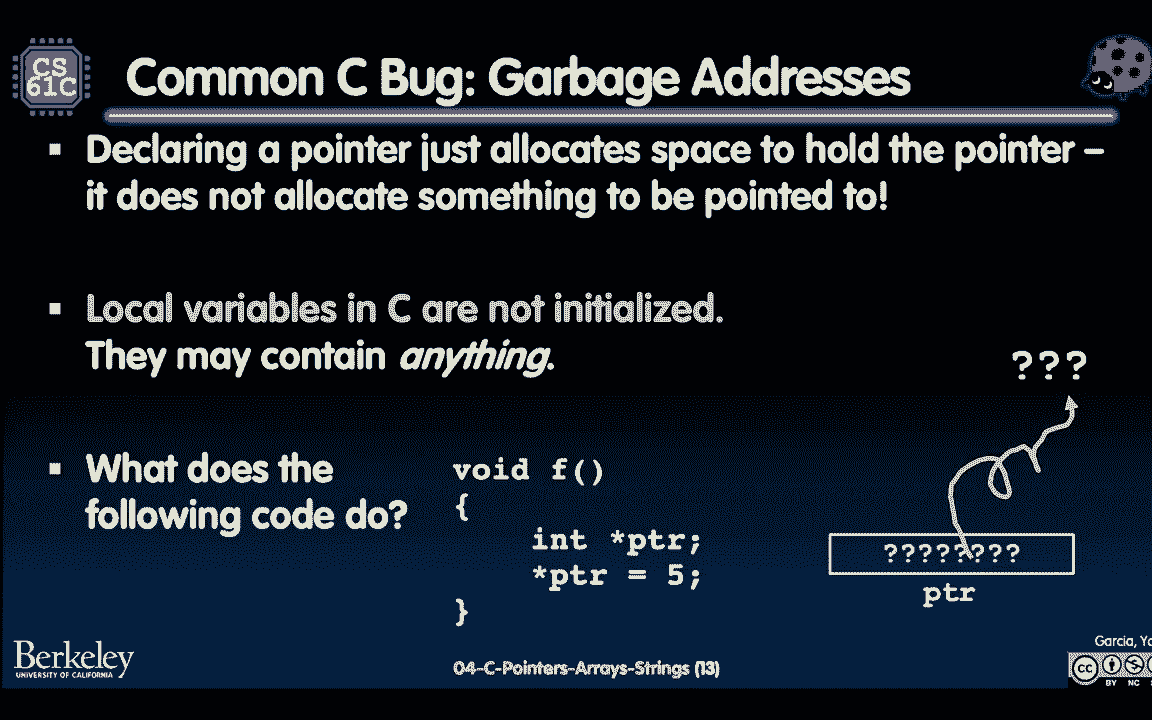 CS
61C
Common C Bug: Garbage Addresses
▪ Declaring a pointer just allocates space to hold the pointer –
it does not allocate something to be pointed to!
▪ Local variables in C are not initialized.
They may contain anything.
▪ What does the
following code do?
void f()
{
int *ptr;
*ptr = 5;
}
???
????????
ptr
Berkeley
UNIVERSITY OF CALIFORNIA
04-C-Pointers-Arrays-Strings (13)
Garcia,
cc
BY NC